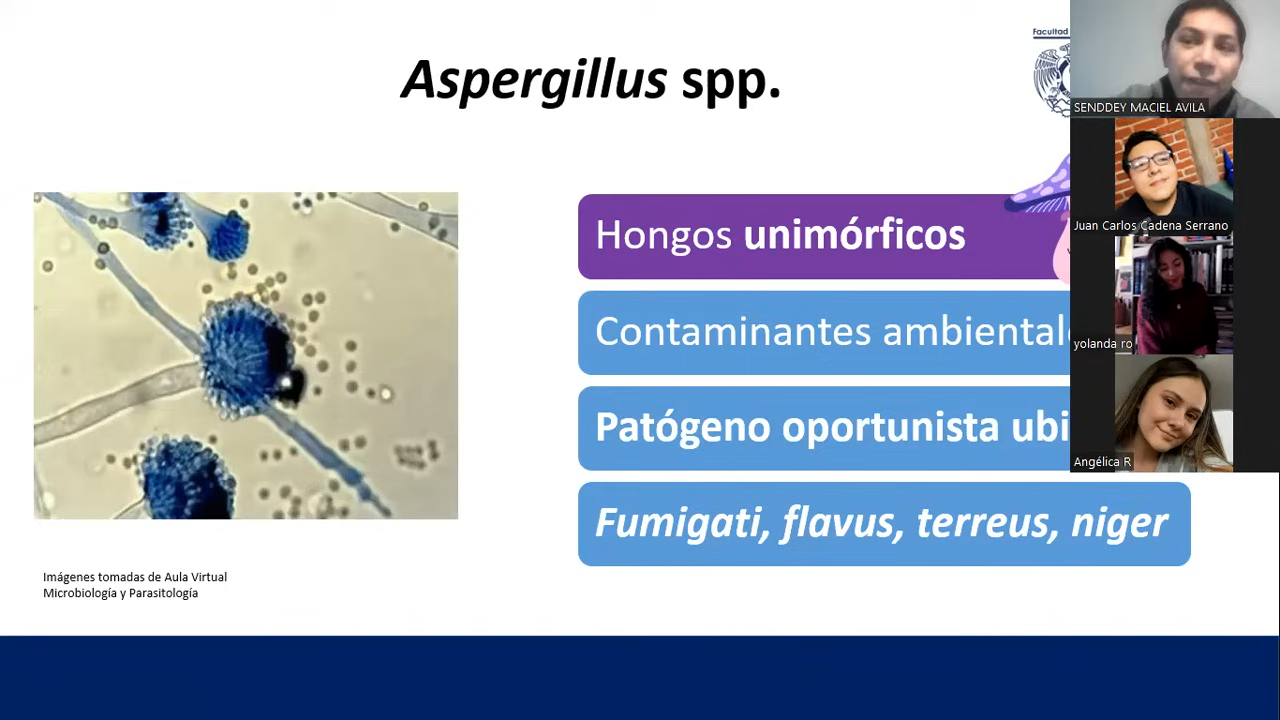 Aspergillus spp.
Facultad
SENDDEY MACIEL AVILA
Juan Carlos Cadena Serrano
yolanda ro
Angélica R
Hongos unimórficos
Contaminantes ambiental
Patógeno oportunista ubi
Fumigati, flavus, terreus, niger
Imágenes tomadas de Aula Virtual
Microbiología y Parasitología